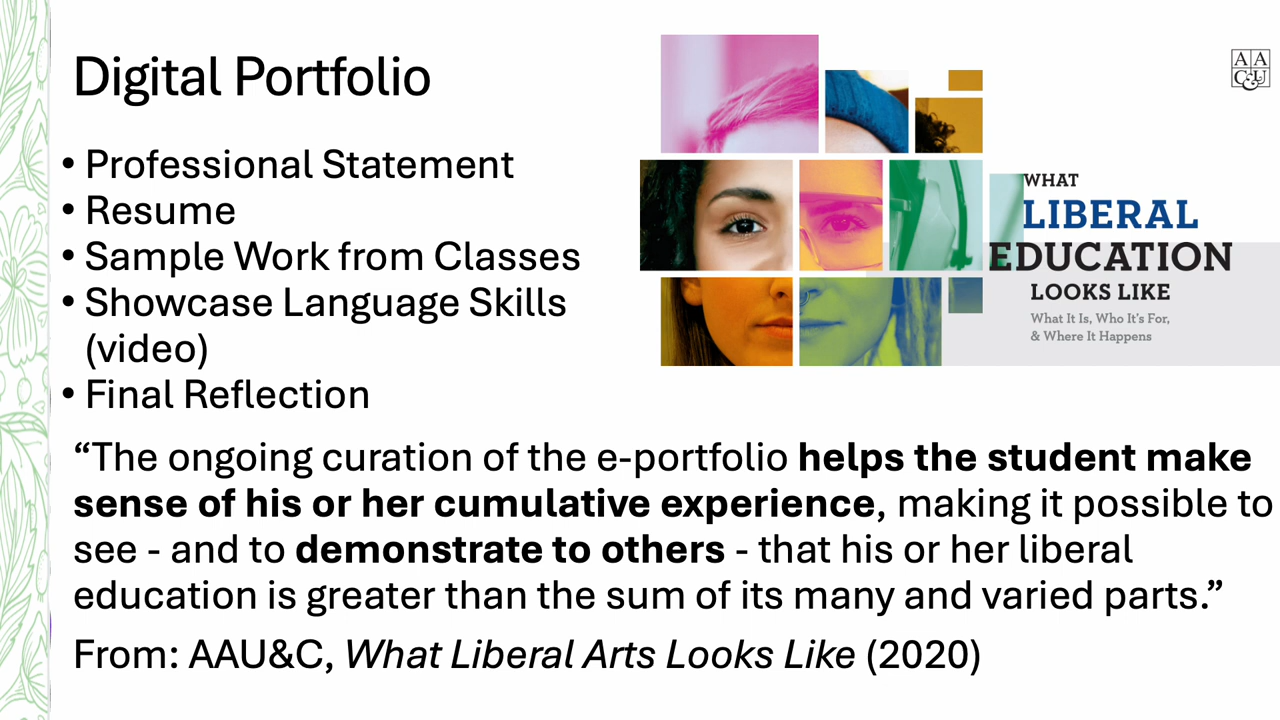 Digital Portfolio
• Professional Statement
• Resume
• Sample Work from Classes
• Showcase Language Skills
(video)
• Final Reflection
AA
C&U
WHAT
LIBERAL
EDUCATION
LOOKS LIKE
What It Is, Who It's For,
& Where It Happens
“The ongoing curation of the e-portfolio helps the student make
sense of his or her cumulative experience, making it possible to
see - and to demonstrate to others - that his or her liberal
education is greater than the sum of its many and varied parts.”
From: AAU&C, What Liberal Arts Looks Like (2020)